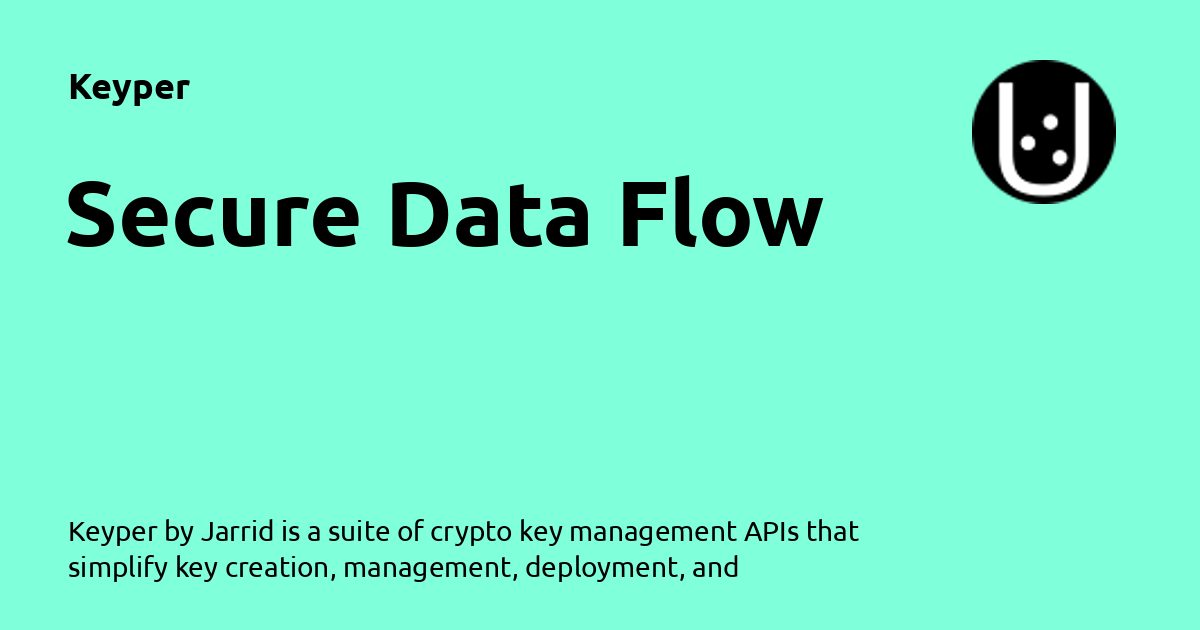 Keyper
Secure Data Flow
Keyper by Jarrid is a suite of crypto key management APIs that
simplify key creation, management, deployment, and